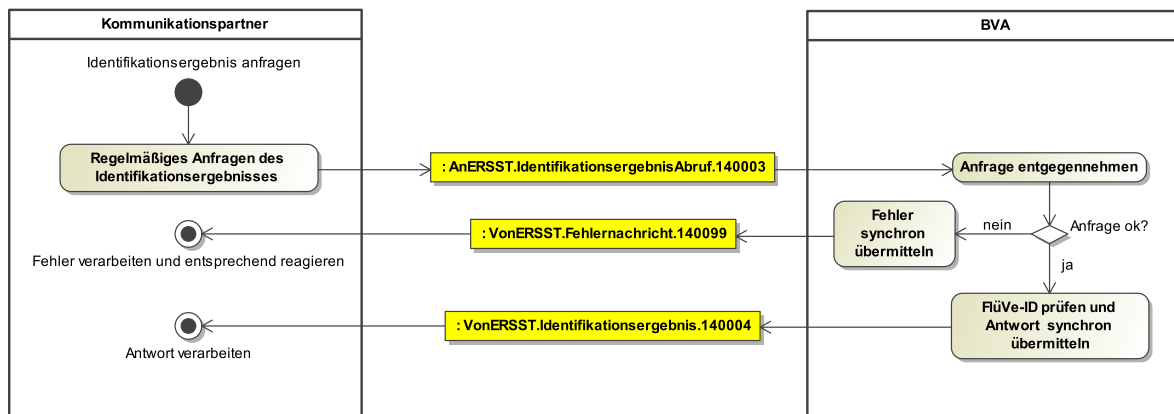 Kommunikationspartner
BVA
Identifikationsergebnis anfragen
Regelmäßiges Anfragen des
Identifikationsergebnisses
: AnERSST.IdentifikationsergebnisAbruf.140003
Anfrage entgegennehmen
Fehler verarbeiten und entsprechend reagieren
: VonERSST.Fehlernachricht.140099
Fehler
synchron
übermitteln
nein
Anfrage ok?
ja
Antwort verarbeiten
: VonERSST.Identifikationsergebnis.140004
FlüVe-ID prüfen und
Antwort synchron
übermitteln